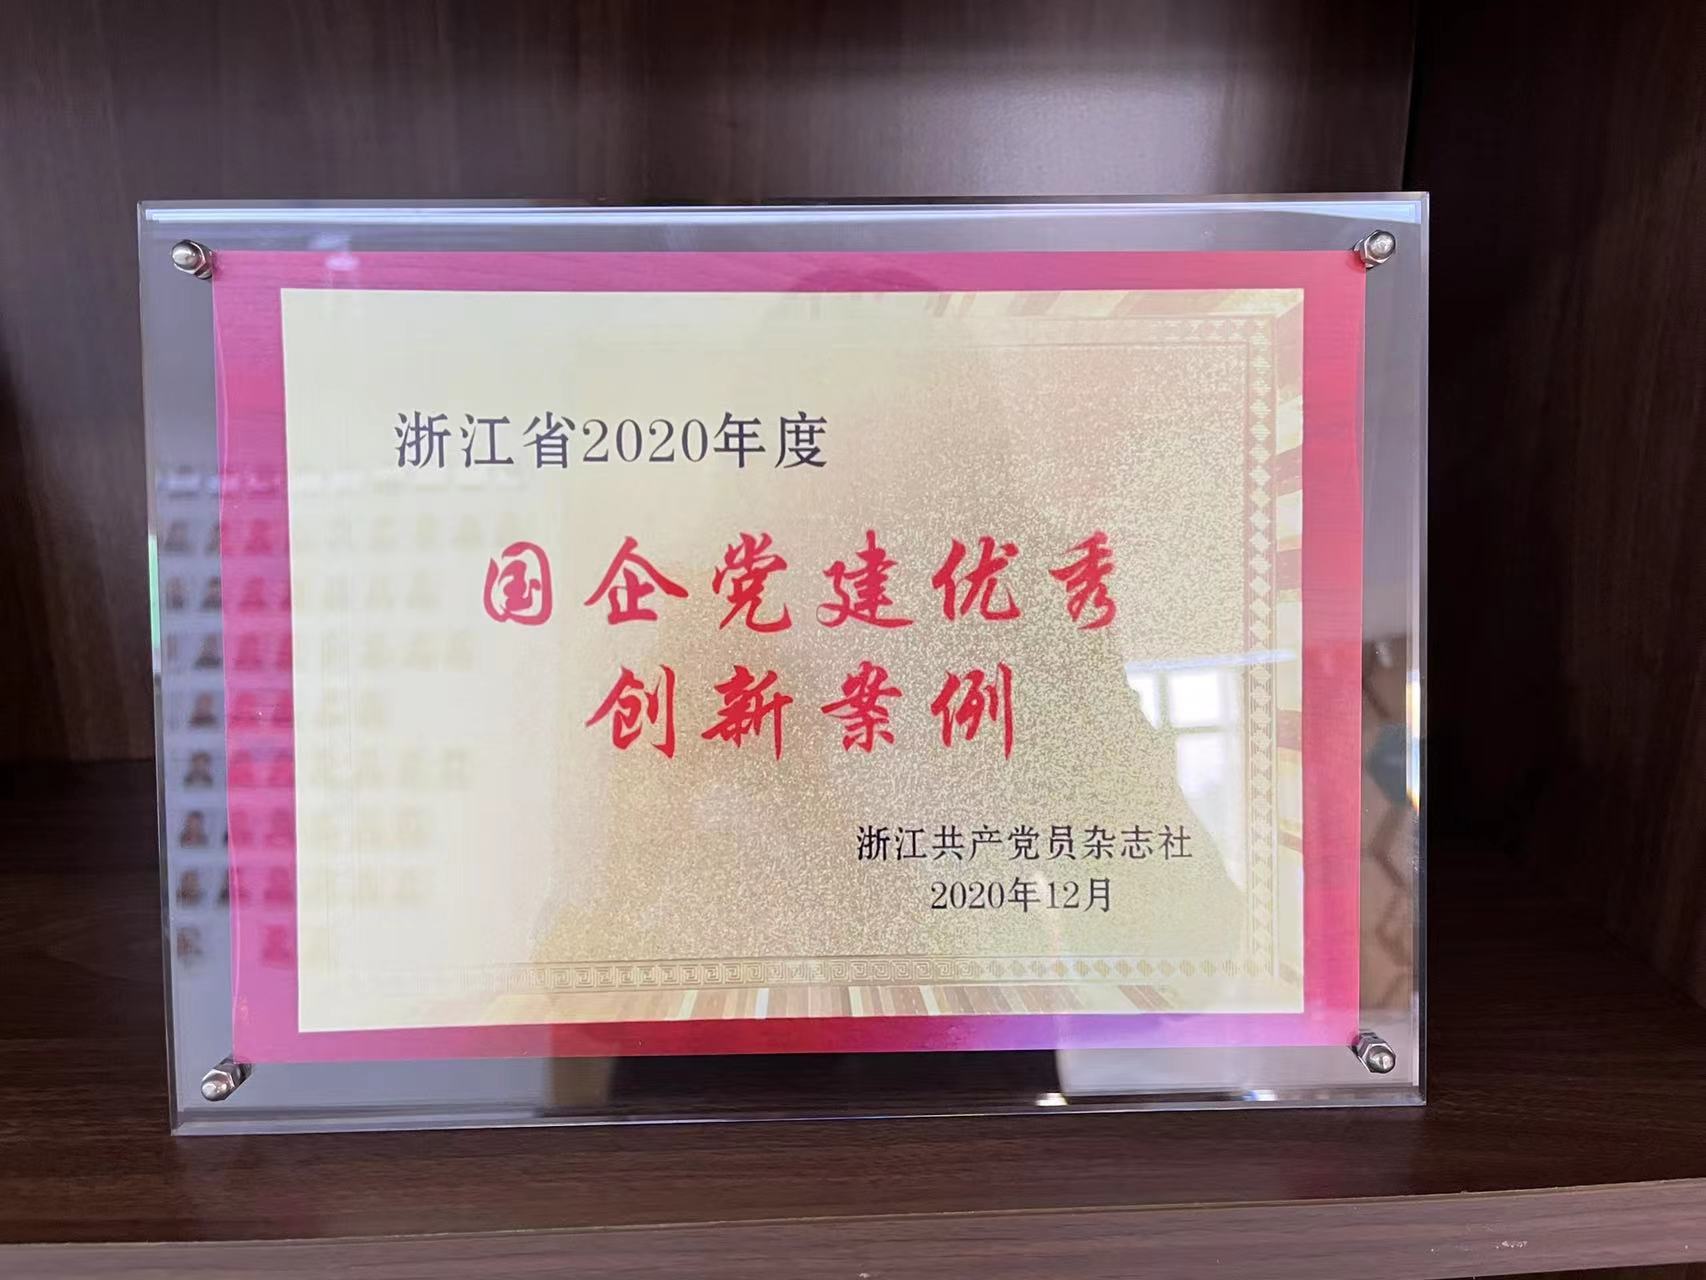 浙江省2020年度
国企党建优秀
创新案例
浙江共产党员杂志社
2020年12月